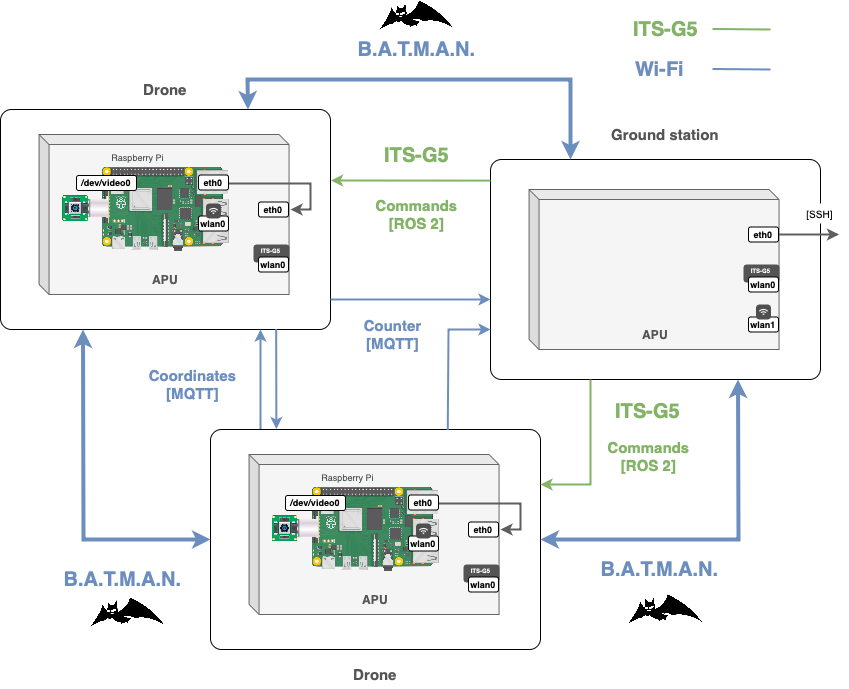 B.A.T.M.A.N.
ITS-G5
Wi-Fi
Drone
Ground station
Raspberry Pi
/dev/video0
eth0
wlan0
eth0
ITS-G5
wlan0
APU
ITS-G5
Commands
[ROS 2]
[SSH]
eth0
ITS-G5
wlan0
wlan1
APU
Counter
[MQTT]
Coordinates
[MQTT]
ITS-G5
Commands
[ROS 2]
Raspberry Pi
/dev/video0
eth0
wlan0
eth0
ITS-G5
wlan0
APU
B.A.T.M.A.N.
B.A.T.M.A.N.
Drone